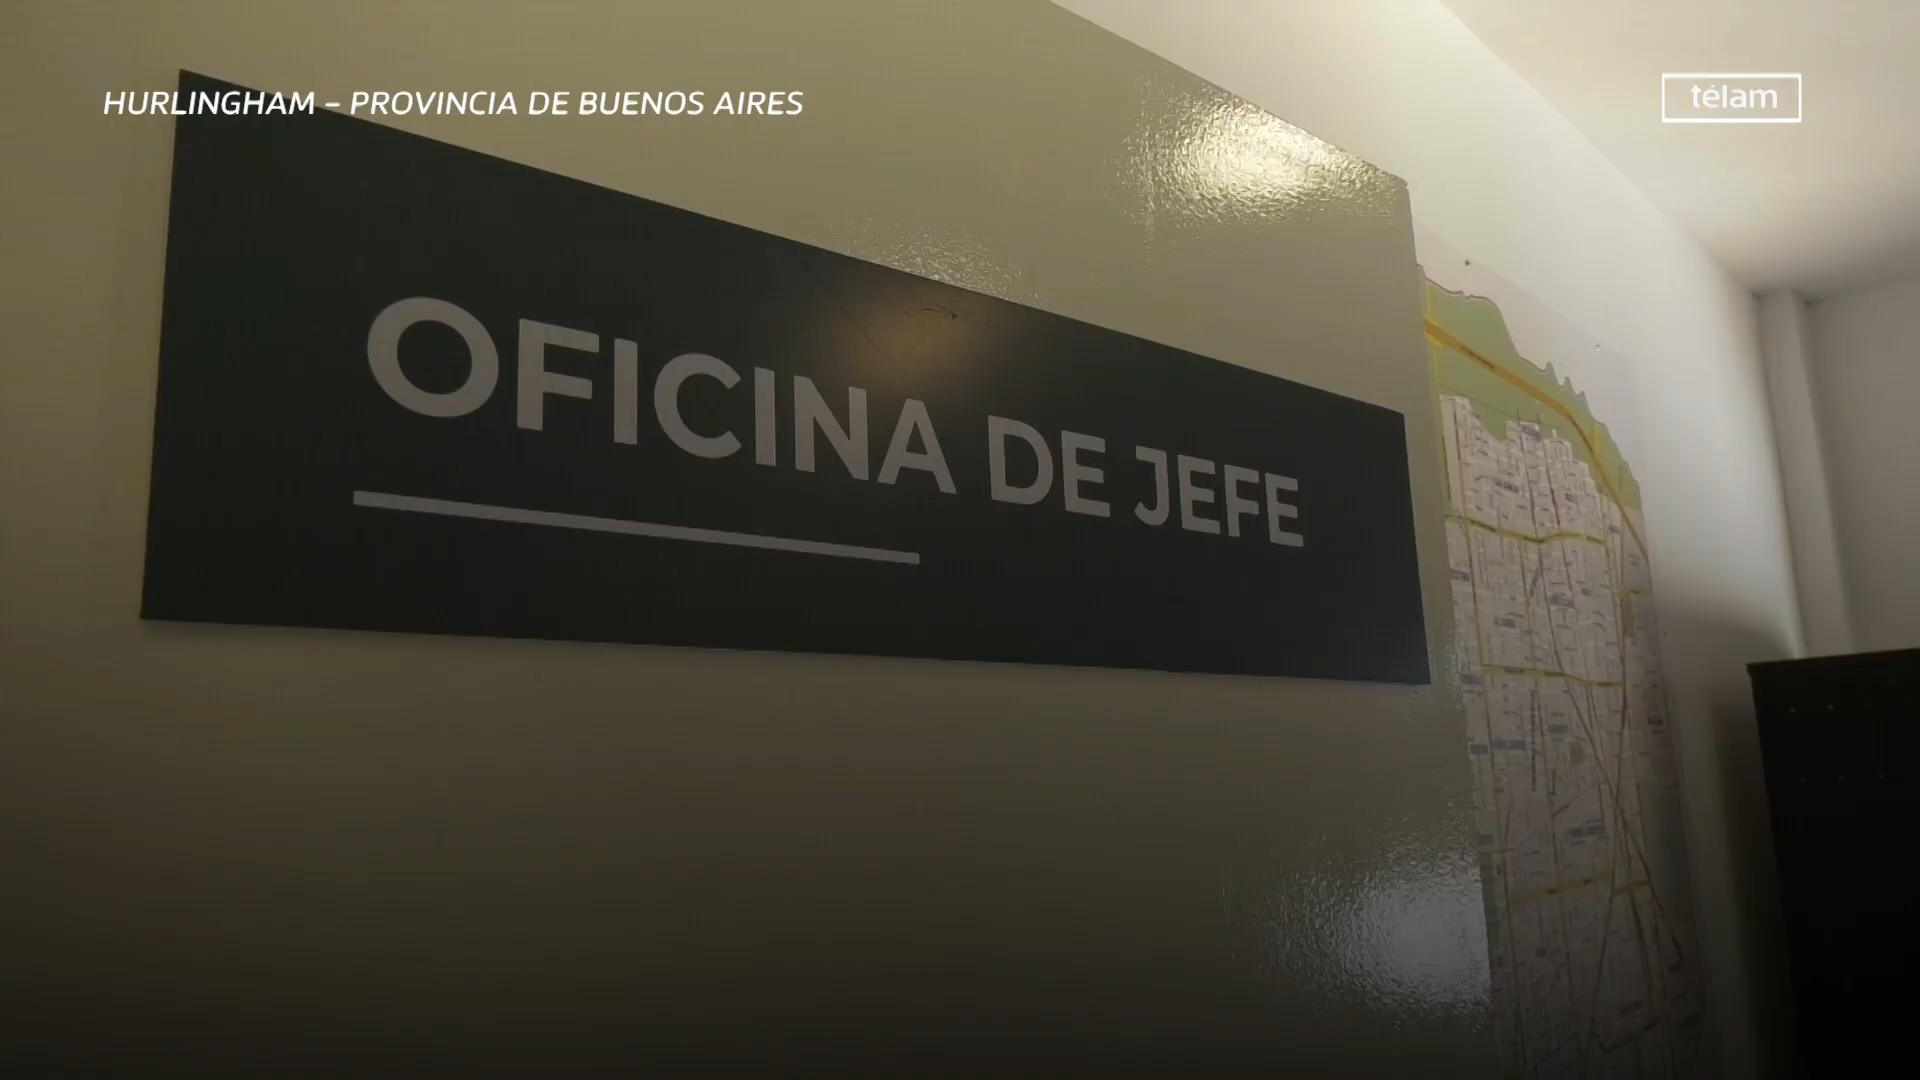 HURLINGHAM – PROVINCIA DE BUENOS AIRES
télam
OFICINA DE JEFE